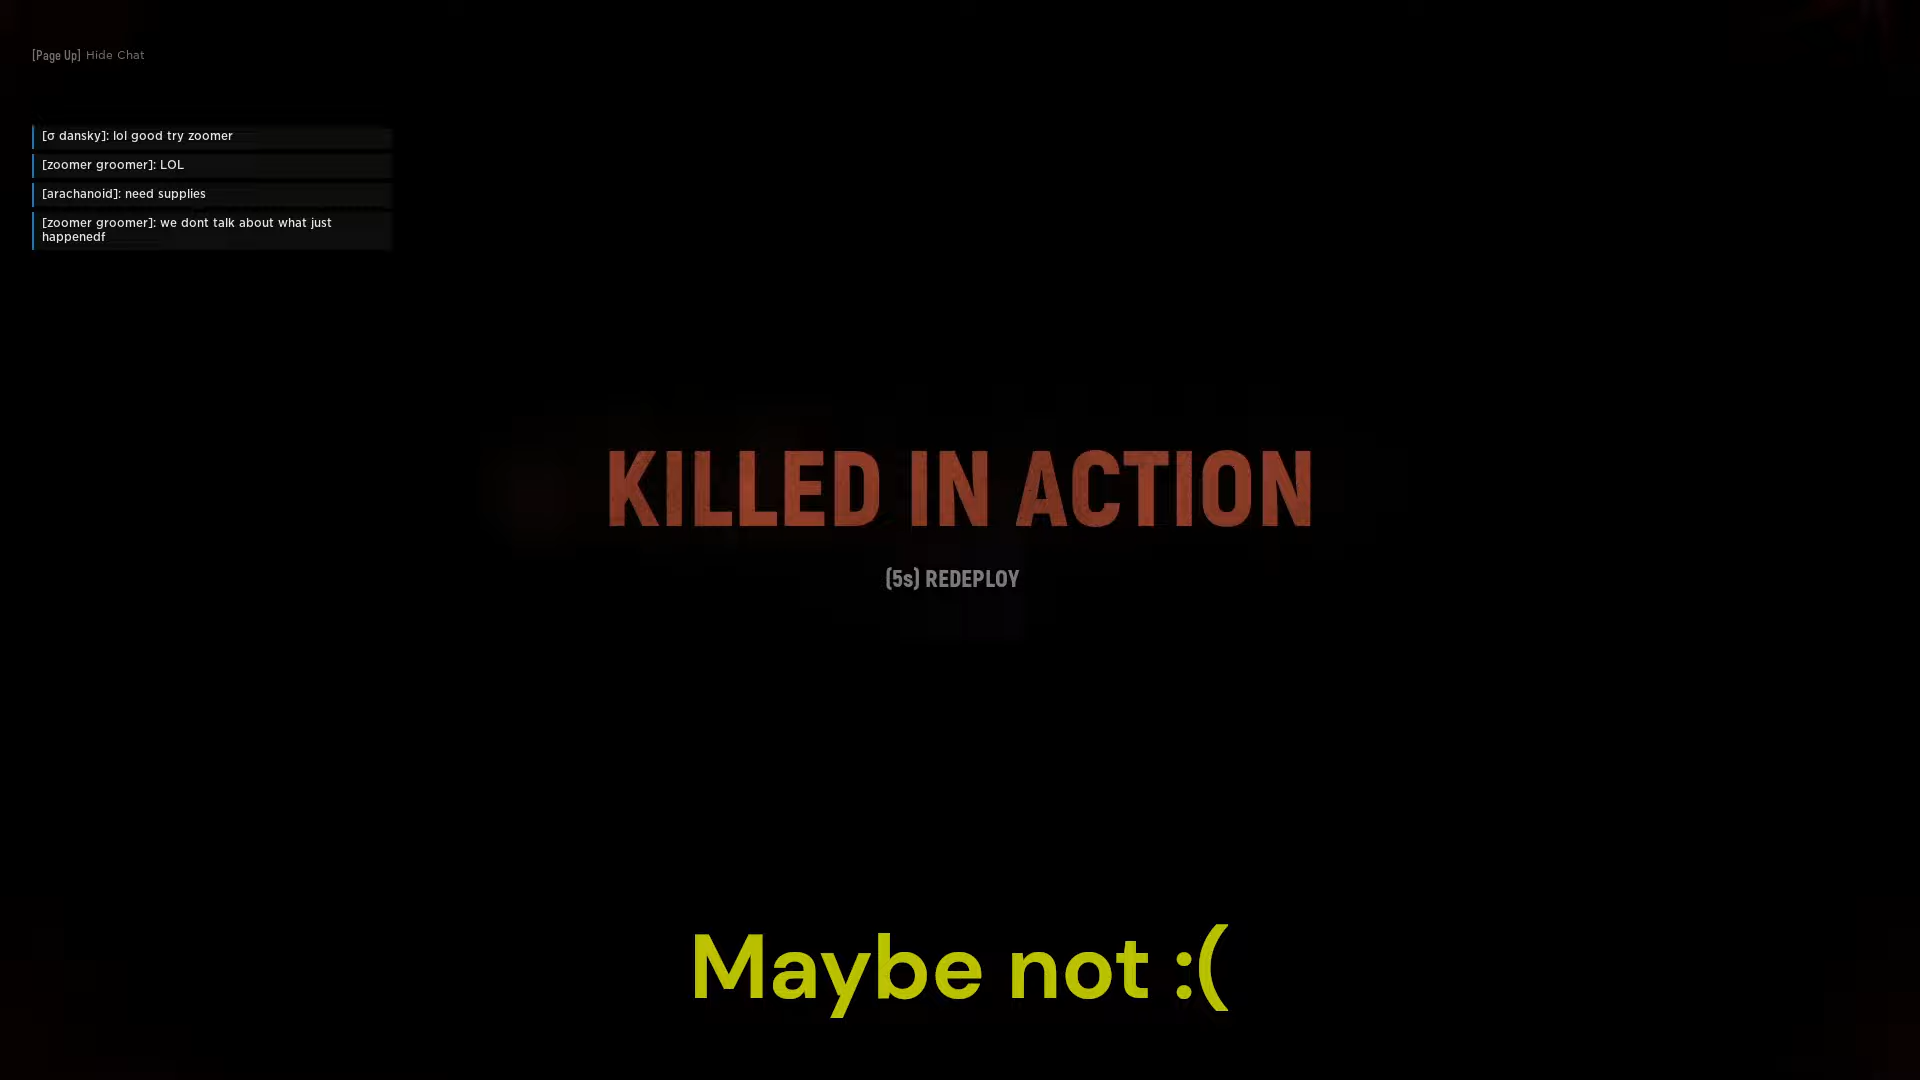 [Page Up] Hide Chat
[σ dansky]: lol good try zoomer
[zoomer groomer]: LOL
[arachanoid]: need supplies
[zoomer groomer]: we dont talk about what just
happenedf
KILLED IN ACTION
(5s) REDEPLOY
Maybe not :(